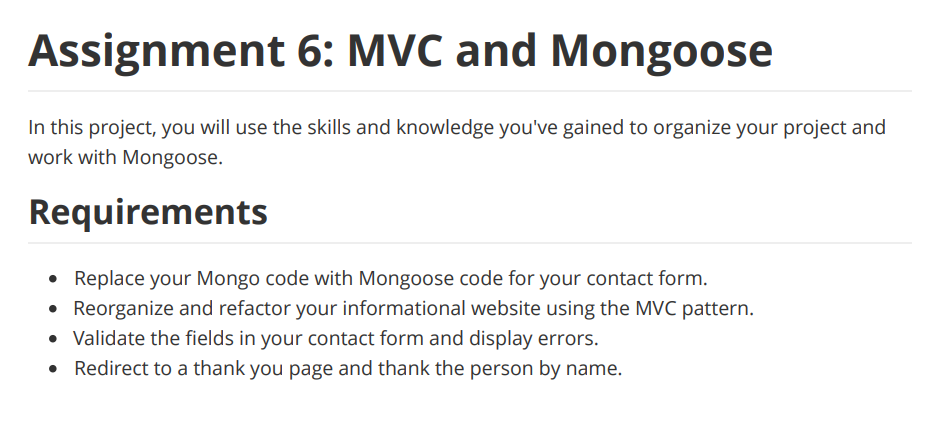 Assignment 6: MVC and Mongoose
In this project, you will use the skills and knowledge you've gained to organize your project and
work with Mongoose.
Requirements
• Replace your Mongo code with Mongoose code for your contact form.
• Reorganize and refactor your informational website using the MVC pattern.
• Validate the fields in your contact form and display errors.
• Redirect to a thank you page and thank the person by name.